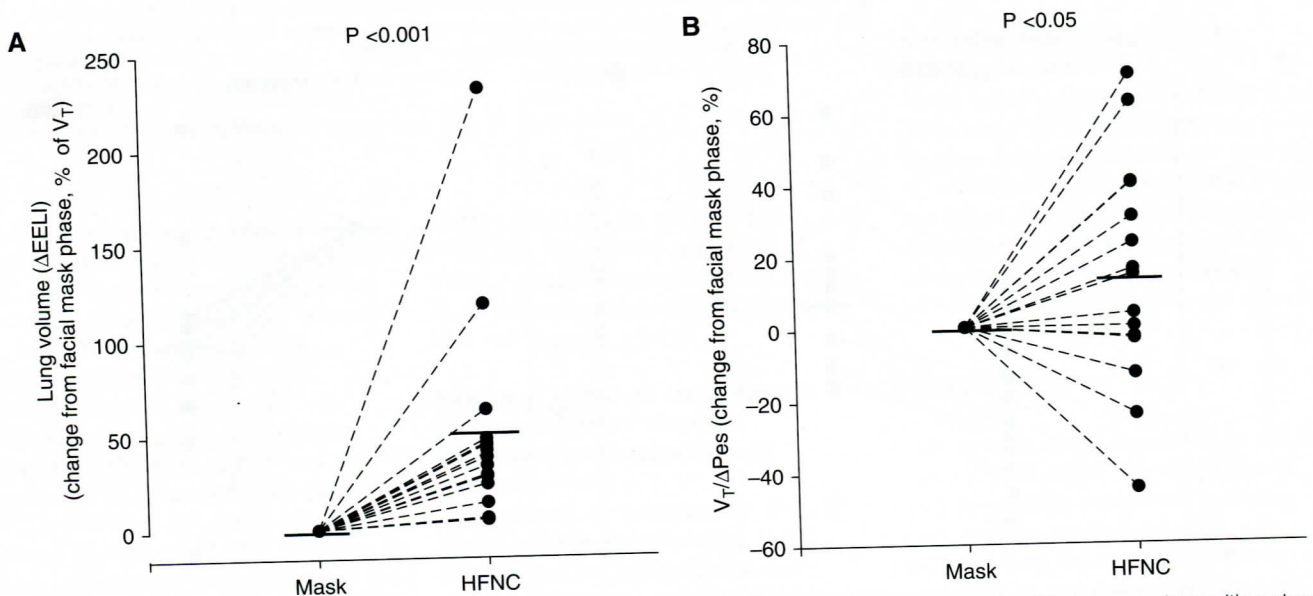 A
P <0.001
250
200
150
100
50
0
Lung volume (ΔEELI)
(change from facial mask phase, % of VT)
Mask
HFNC
B
P <0.05
80
60
40
20
0
−20
−40
−60
VT/ΔPes (change from facial mask phase, %)
Mask
HFNC